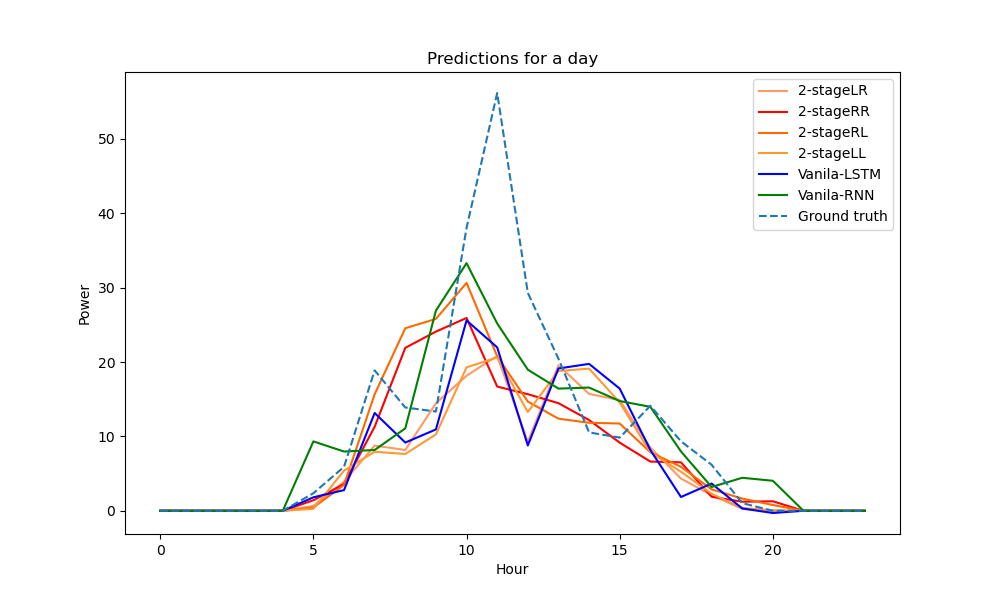 Predictions for a day
2-stageLR
2-stageRR
2-stageRL
2-stageLL
Vanila-LSTM
Vanila-RNN
Ground truth
Power
50
40
30
20
10
0
0 5 10 15 20
Hour